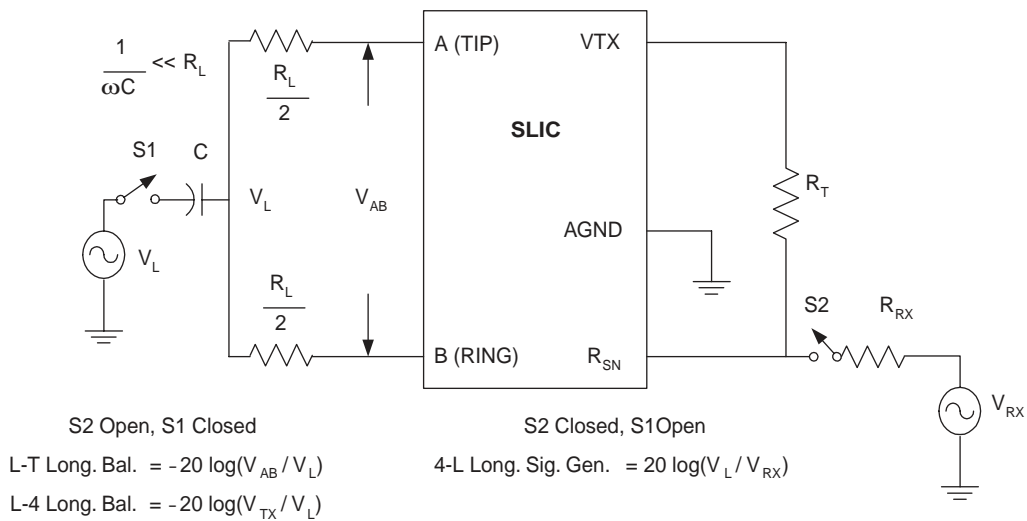 A (TIP)
VTX
1
ωC
<< R_L
R_L
2
SLIC
S1
C
R_T
V_L
V_AB
AGND
V_L
R_L
2
S2
R_RX
B (RING)
R_SN
V_RX
S2 Open, S1 Closed
S2 Closed, S1Open
L-T Long. Bal. = -20 log(V_AB / V_L)
4-L Long. Sig. Gen. = 20 log(V_L / V_RX)
L-4 Long. Bal. = -20 log(V_TX / V_L)